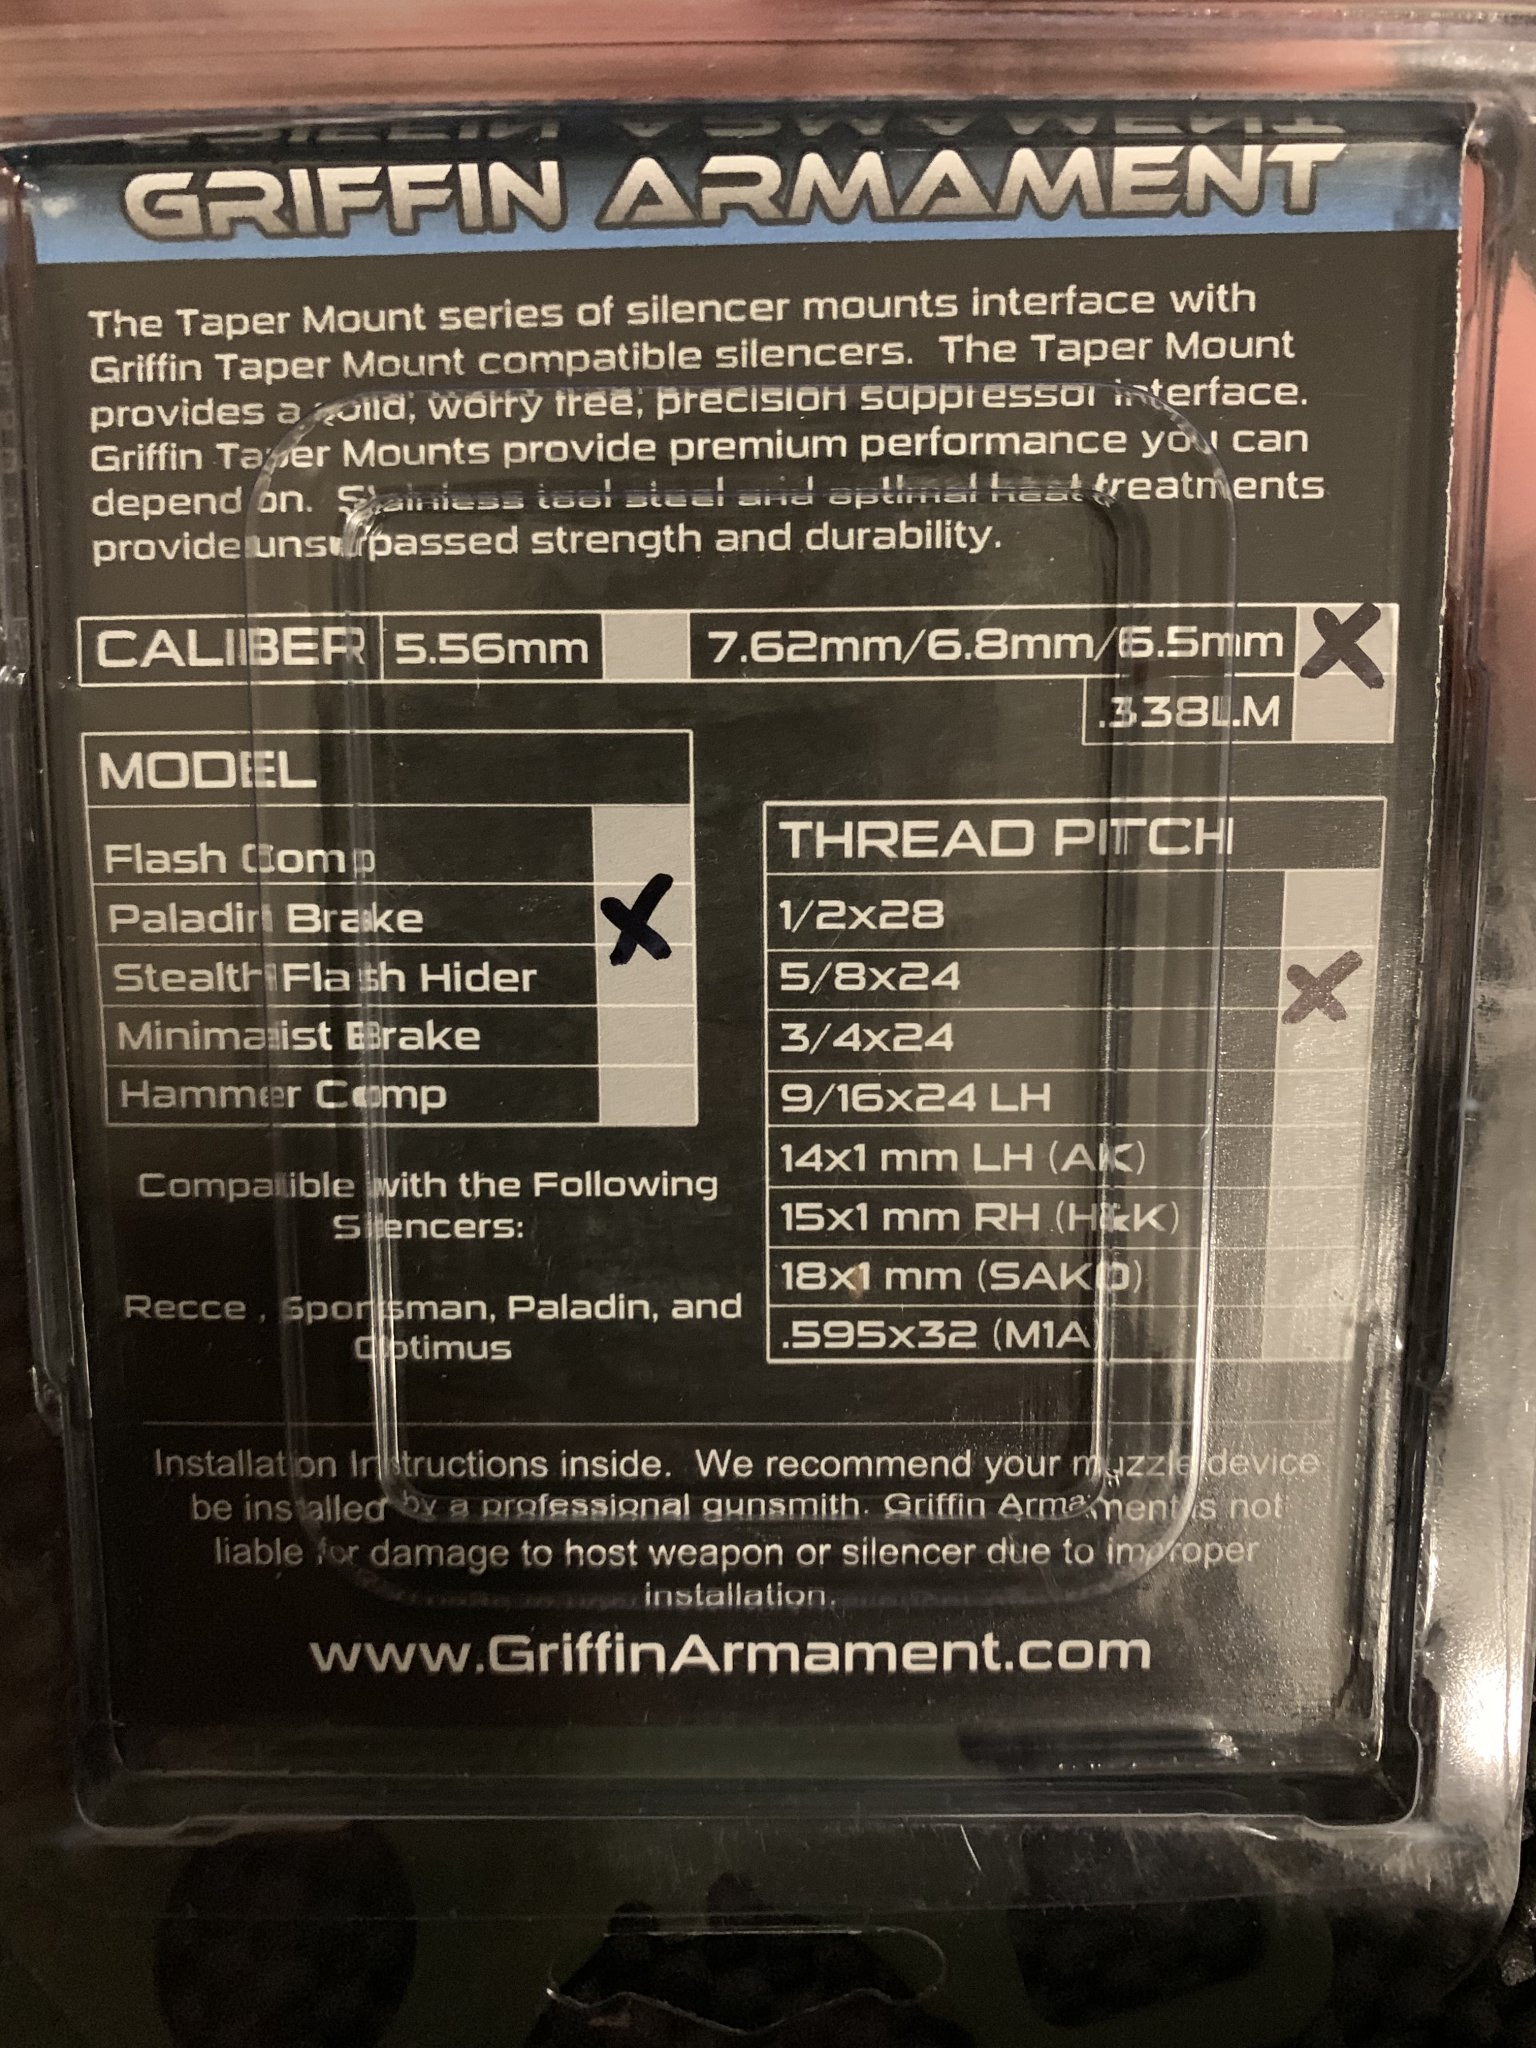 GRIFFIN ARMAMENT
The Taper Mount series of silencer mounts interface with
Griffin Taper Mount compatible silencers. The Taper Mount
provides a solid, worry free, precision suppressor interface.
Griffin Taper Mounts provide premium performance you can
depend on. Stainless tool steel and optimal heat treatments
provide unsurpassed strength and durability.
CALIBER 5.56mm 7.62mm/6.8mm/6.5mm X
.338LM
MODEL
Flash Comp
Paladin Brake X
Stealth Flash Hider
Minimalist Brake
Hammer Comp
Compatible with the Following
Silencers:
Recce , Sportsman, Paladin, and
Optimus
THREAD PITCH
1/2x28
5/8x24 X
3/4x24
9/16x24 LH
14x1 mm LH (AK)
15x1 mm RH (H&K)
18x1 mm (SAKO)
.595x32 (M1A)
Installation Instructions inside. We recommend your muzzle device
be installed by a professional gunsmith. Griffin Armament is not
liable for damage to host weapon or silencer due to improper
installation.
www.GriffinArmament.com